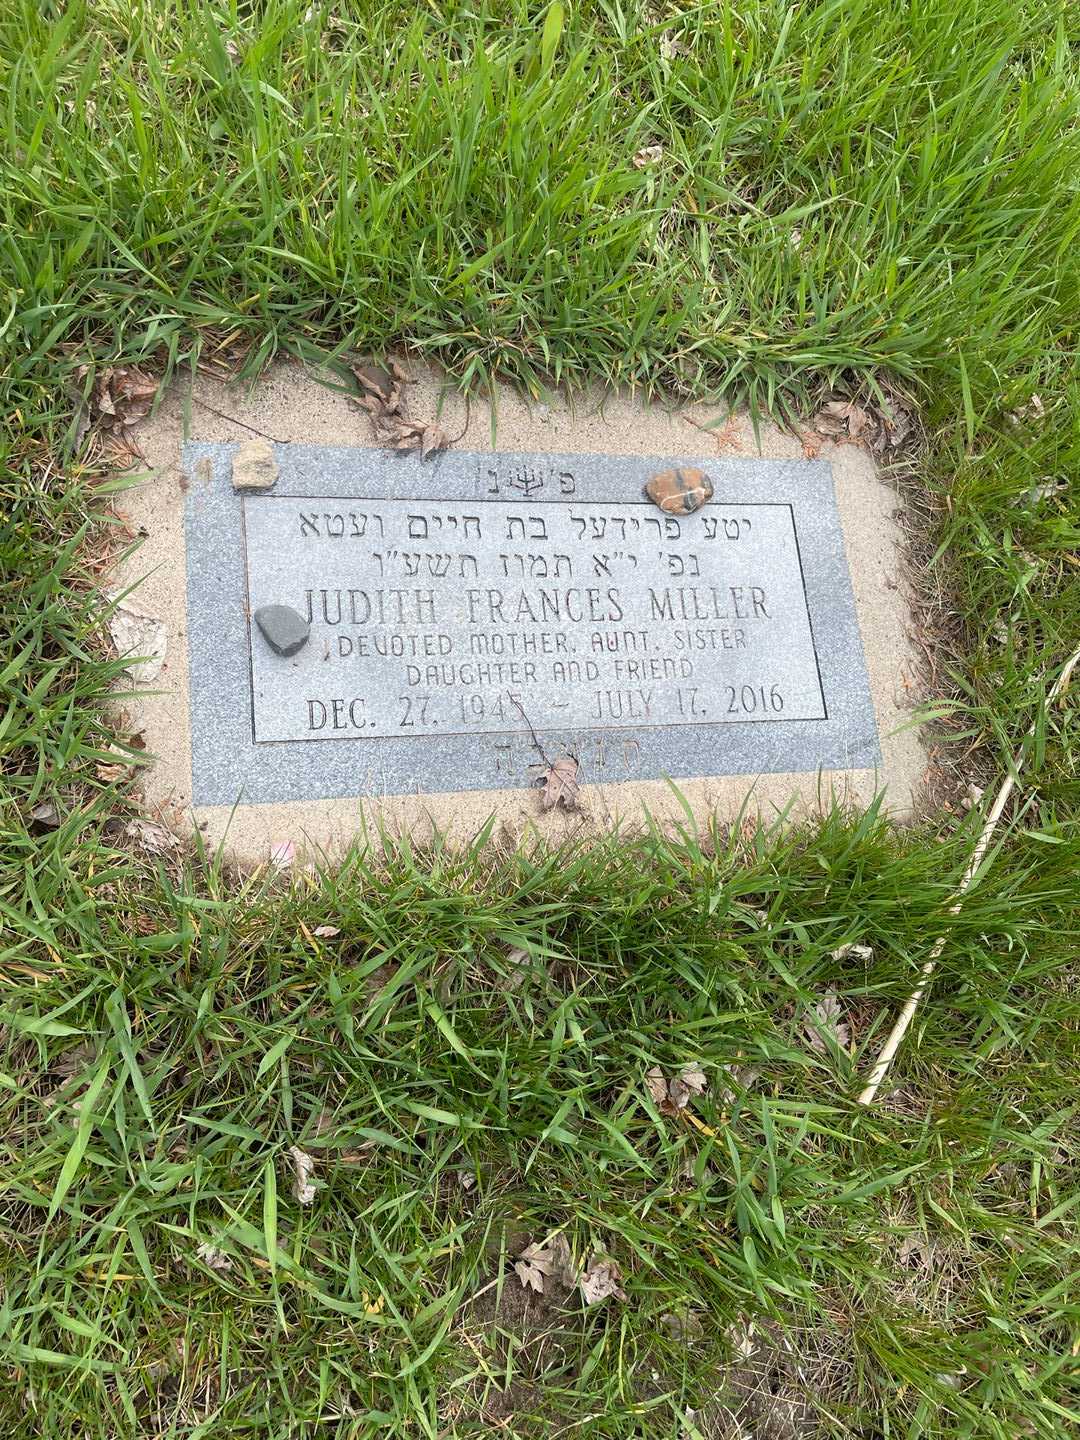 פ' נ'
יטע פרידעל בת חיים ועטא
נפ' י"א תמוז תשע"ו
JUDITH FRANCES MILLER
DEVOTED MOTHER, AUNT, SISTER
DAUGHTER AND FRIEND
DEC. 27, 1945 – JULY 17, 2016